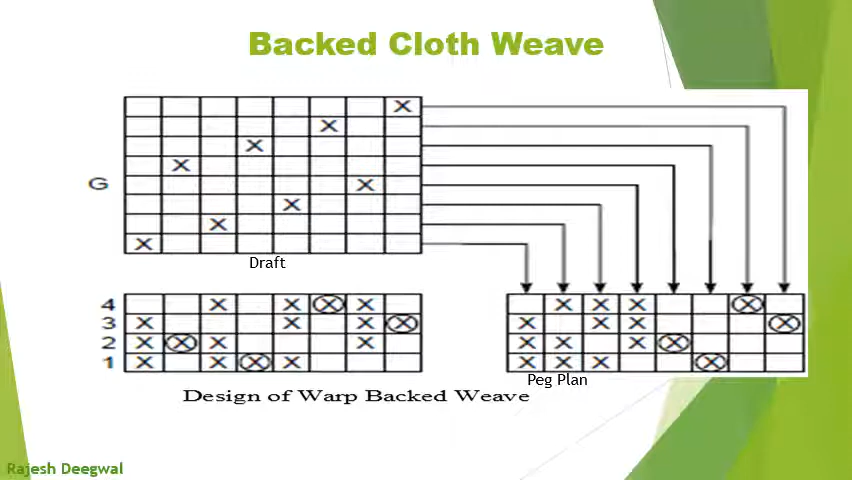 Backed Cloth Weave
X
X
X
X
G X
X
X
X
Draft
4 X X X X
3 X X X X
2 X X X X
1 X X X X
X X X X
X X X X
X X X X
X X X X
Peg Plan
Design of Warp Backed Weave
Rajesh Deegwal